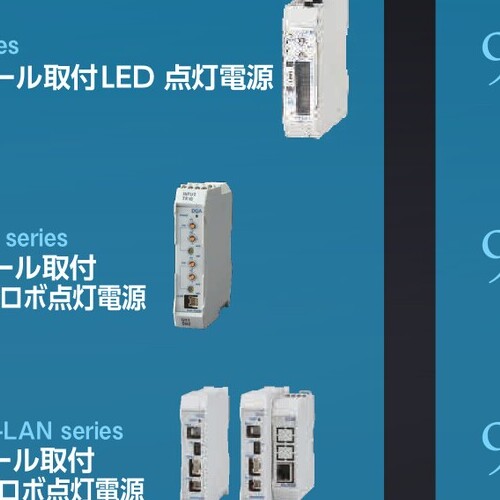 es
ール取付LED 点灯電源
series
ール取付
ロボ点灯電源
-LAN series
ール取付
ロボ点灯電源